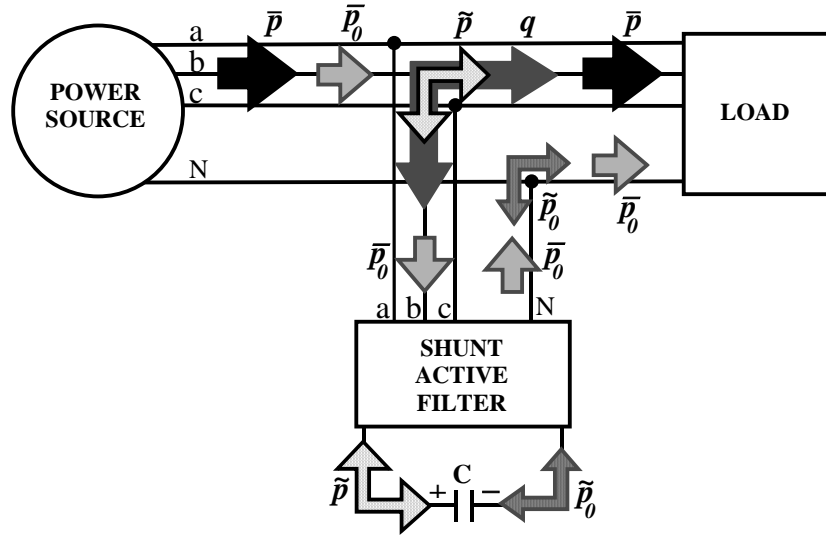 a p̄ p̄₀ p̃ q p̄
b
POWER
SOURCE
c
LOAD
N
p̃₀ p̄₀
p̄₀ p̄₀
a b c N
SHUNT
ACTIVE
FILTER
C
p̃ + − p̃₀